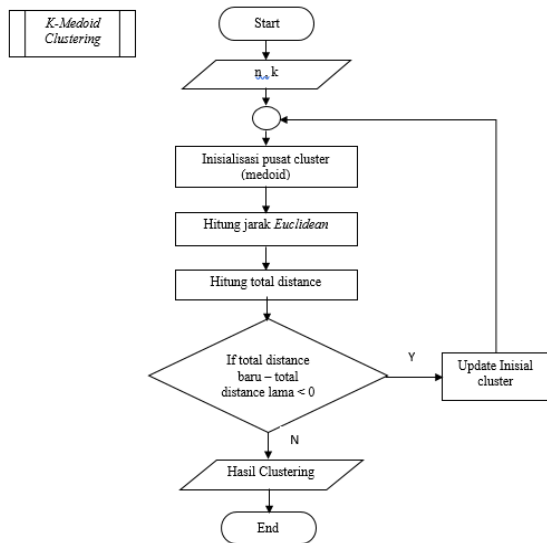 K-Medoid
Clustering
Start
n, k
Inisialisasi pusat cluster
(medoid)
Hitung jarak Euclidean
Hitung total distance
If total distance
baru – total
distance lama < 0
Y
Update Inisial
cluster
N
Hasil Clustering
End